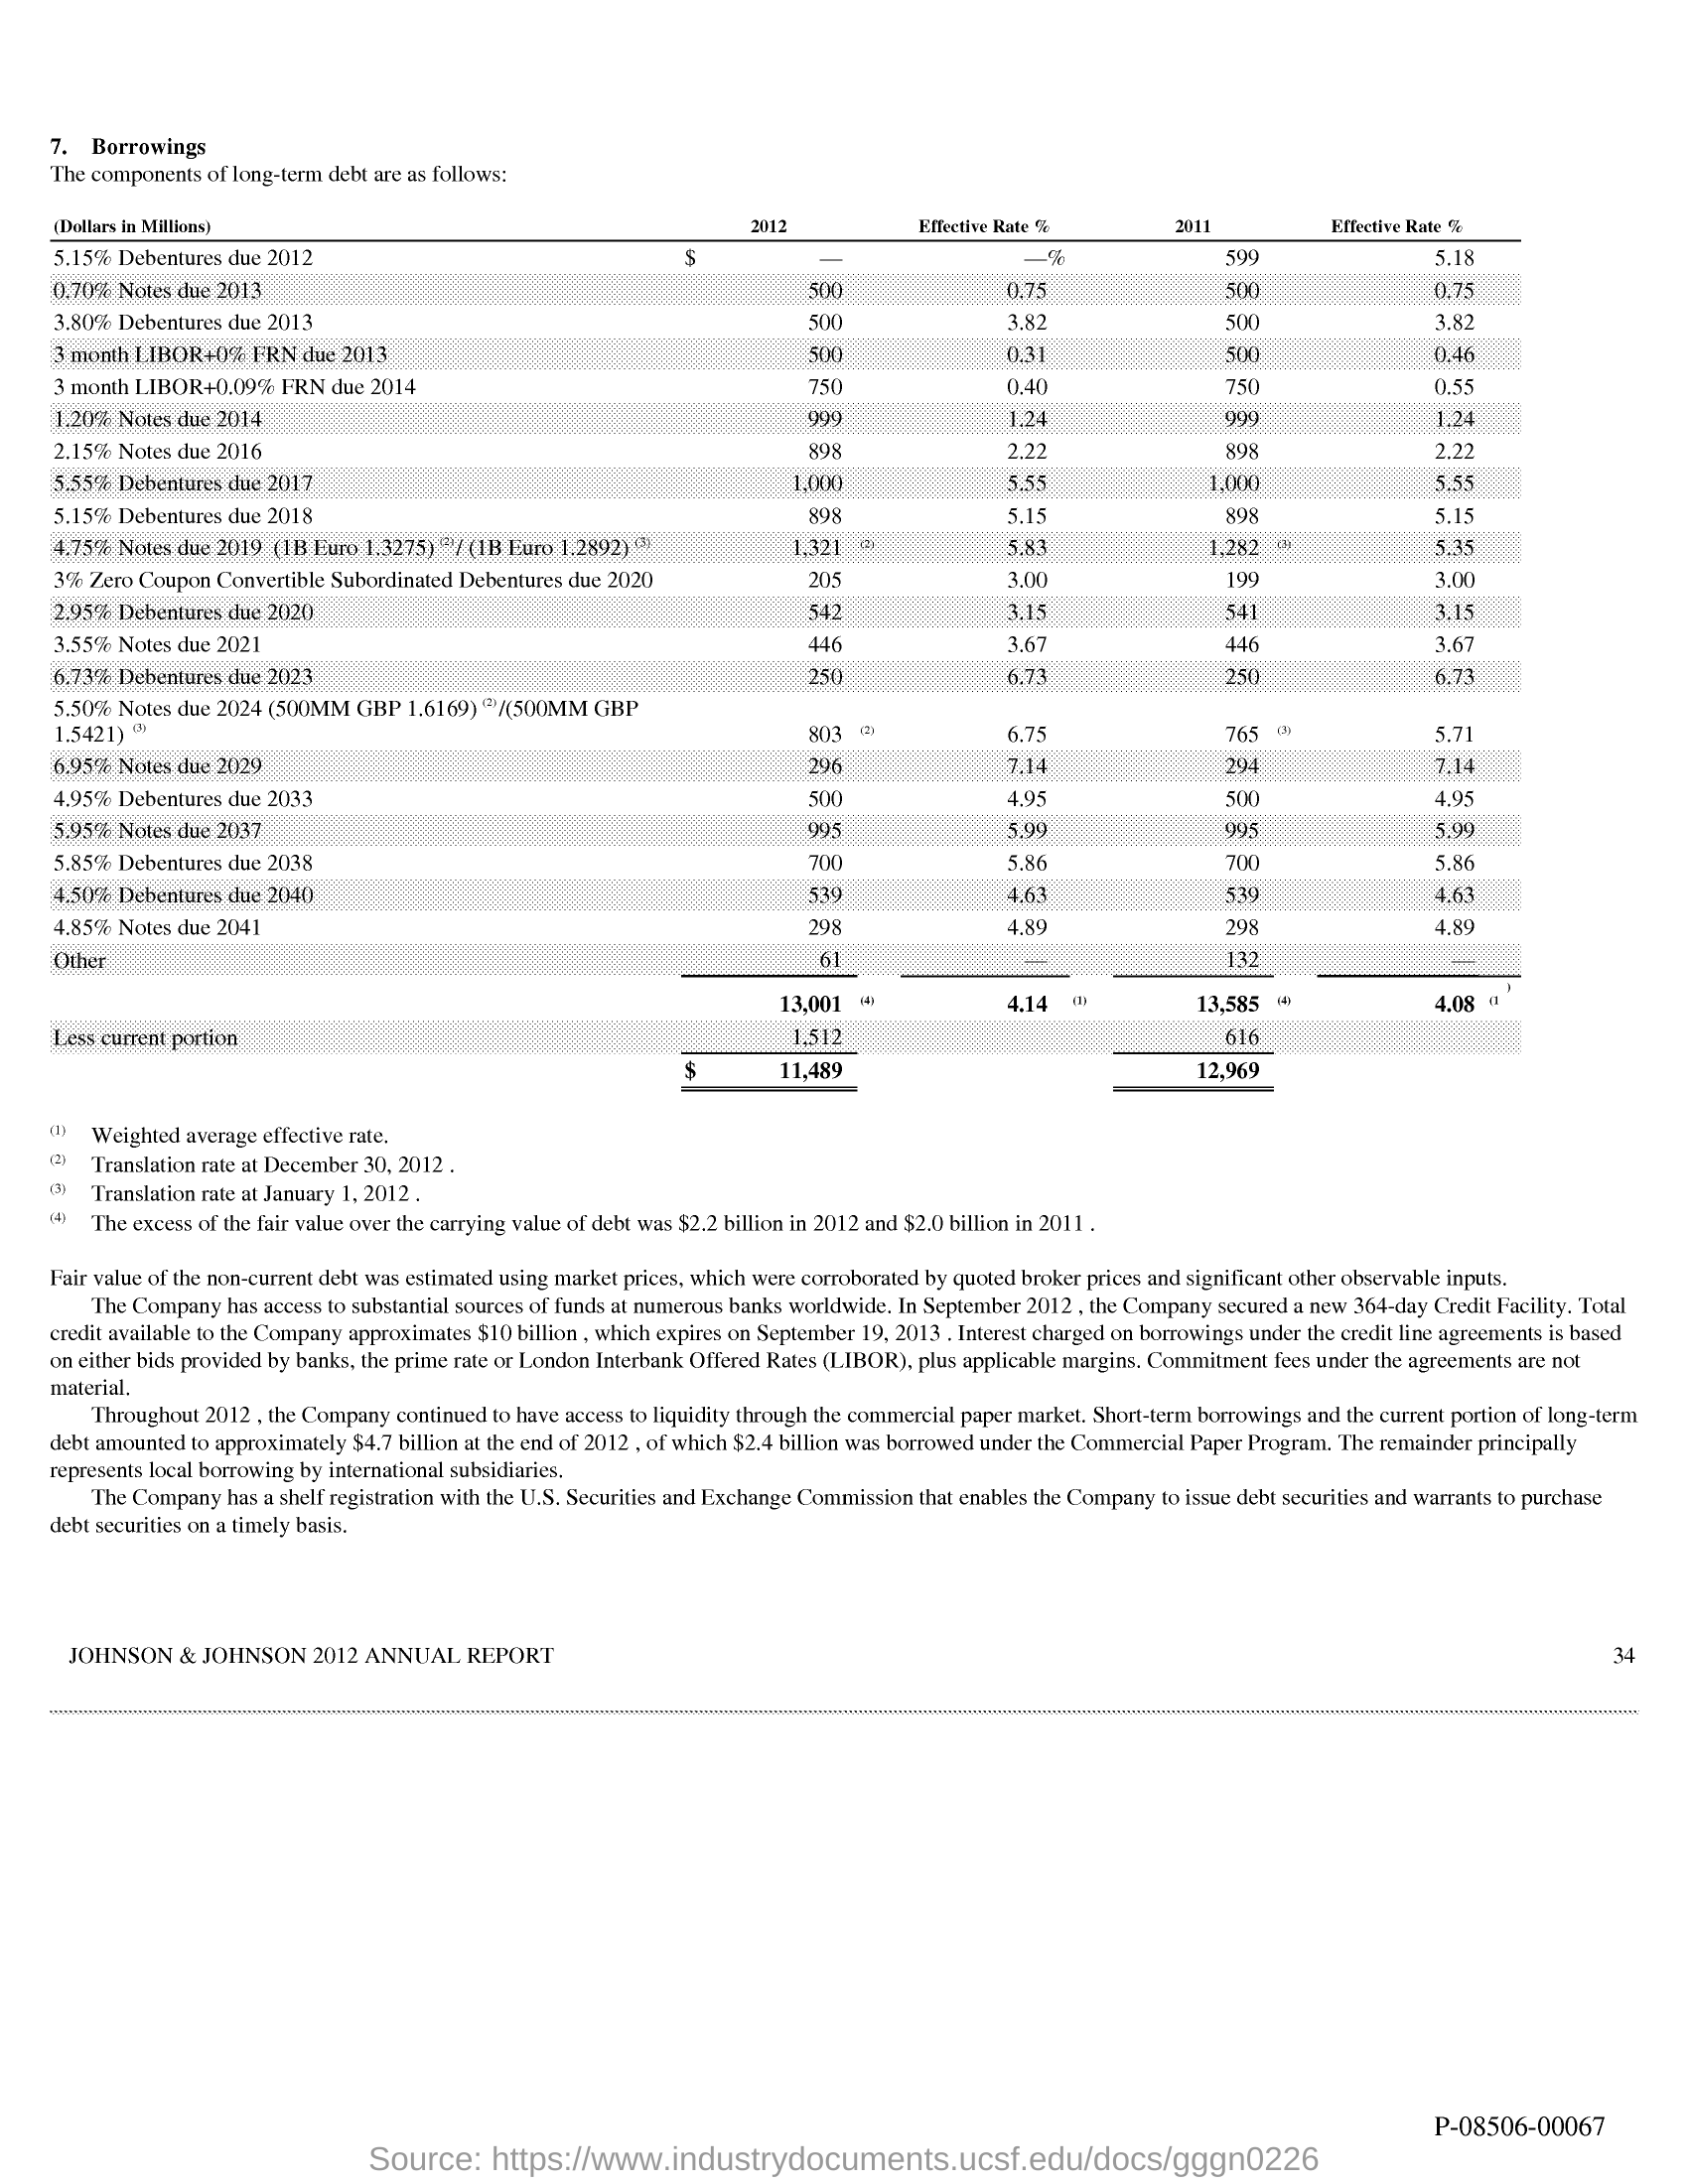 7. Borrowings
The components of long-term debt are as follows:
(Dollars in Millions) 2012 Effective Rate % 2011 Effective Rate %
5.15% Debentures due 2012 $ — —% 599 5.18
0.70% Notes due 2013 500 0.75 500 0.75
3.80% Debentures due 2013 500 3.82 500 3.82
3 month LIBOR+0% FRN due 2013 500 0.31 500 0.46
3 month LIBOR+0.09% FRN due 2014 750 0.40 750 0.55
1.20% Notes due 2014 999 1.24 999 1.24
2.15% Notes due 2016 898 2.22 898 2.22
5.55% Debentures due 2017 1,000 5.55 1,000 5.55
5.15% Debentures due 2018 898 5.15 898 5.15
4.75% Notes due 2019 (1B Euro 1.3275) (2)/ (1B Euro 1.2892) (3) 1,321 (2) 5.83 1,282 (3) 5.35
3% Zero Coupon Convertible Subordinated Debentures due 2020 205 3.00 199 3.00
2.95% Debentures due 2020 542 3.15 541 3.15
3.55% Notes due 2021 446 3.67 446 3.67
6.73% Debentures due 2023 250 6.73 250 6.73
5.50% Notes due 2024 (500MM GBP 1.6169) (2)/(500MM GBP
1.5421) (3) 803 (2) 6.75 765 (3) 5.71
6.95% Notes due 2029 296 7.14 294 7.14
4.95% Debentures due 2033 500 4.95 500 4.95
5.95% Notes due 2037 995 5.99 995 5.99
5.85% Debentures due 2038 700 5.86 700 5.86
4.50% Debentures due 2040 539 4.63 539 4.63
4.85% Notes due 2041 298 4.89 298 4.89
Other 61 — 132 —
13,001 (4) 4.14 (1) 13,585 (4) 4.08 (1)
Less current portion 1,512 616
$ 11,489 12,969
(1) Weighted average effective rate.
(2) Translation rate at December 30, 2012 .
(3) Translation rate at January 1, 2012 .
(4) The excess of the fair value over the carrying value of debt was $2.2 billion in 2012 and $2.0 billion in 2011 .
Fair value of the non-current debt was estimated using market prices, which were corroborated by quoted broker prices and significant other observable inputs.
The Company has access to substantial sources of funds at numerous banks worldwide. In September 2012 , the Company secured a new 364-day Credit Facility. Total
credit available to the Company approximates $10 billion , which expires on September 19, 2013 . Interest charged on borrowings under the credit line agreements is based
on either bids provided by banks, the prime rate or London Interbank Offered Rates (LIBOR), plus applicable margins. Commitment fees under the agreements are not
material.
Throughout 2012 , the Company continued to have access to liquidity through the commercial paper market. Short-term borrowings and the current portion of long-term
debt amounted to approximately $4.7 billion at the end of 2012 , of which $2.4 billion was borrowed under the Commercial Paper Program. The remainder principally
represents local borrowing by international subsidiaries.
The Company has a shelf registration with the U.S. Securities and Exchange Commission that enables the Company to issue debt securities and warrants to purchase
debt securities on a timely basis.
JOHNSON & JOHNSON 2012 ANNUAL REPORT 34
P-08506-00067
Source: https://www.industrydocuments.ucsf.edu/docs/gggn0226